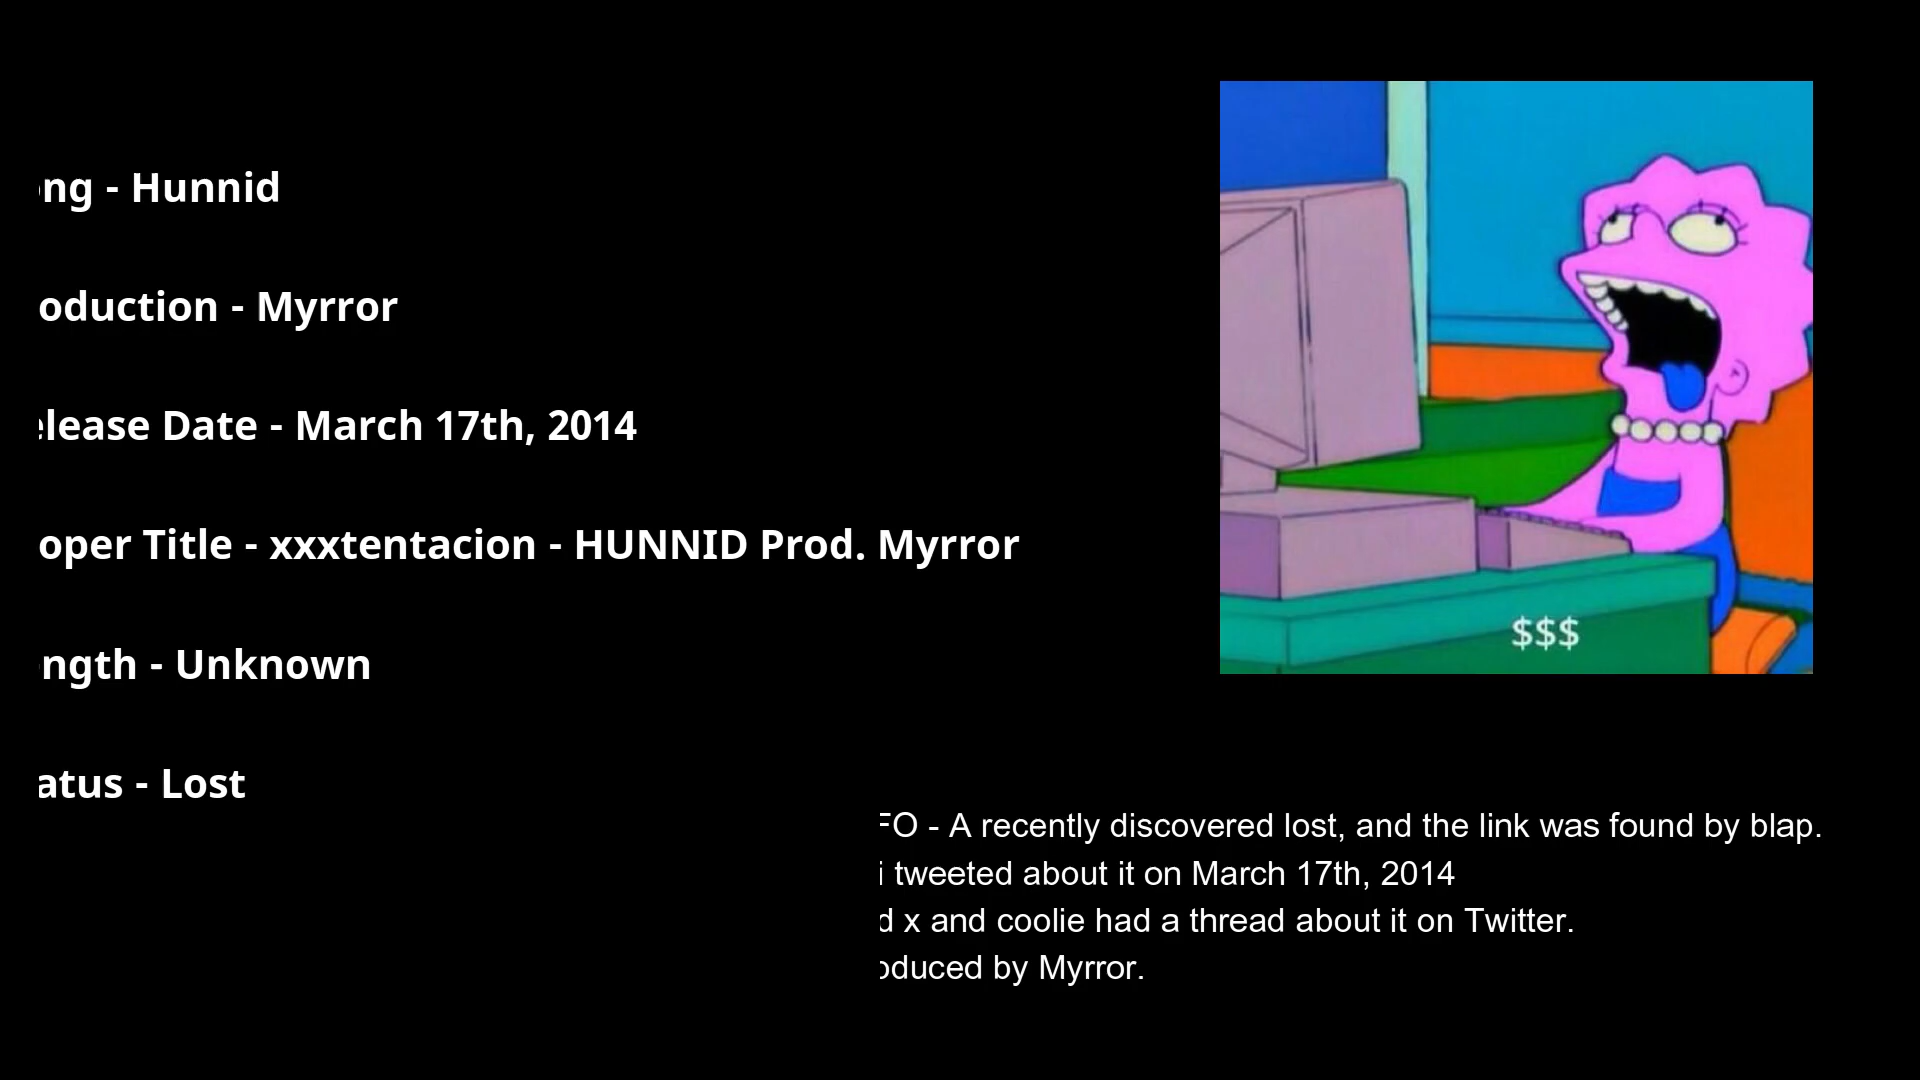 ng - Hunnid
oduction - Myrror
lease Date - March 17th, 2014
oper Title - xxxtentacion - HUNNID Prod. Myrror
ngth - Unknown
atus - Lost
$$$
FO - A recently discovered lost, and the link was found by blap.
i tweeted about it on March 17th, 2014
d x and coolie had a thread about it on Twitter.
oduced by Myrror.